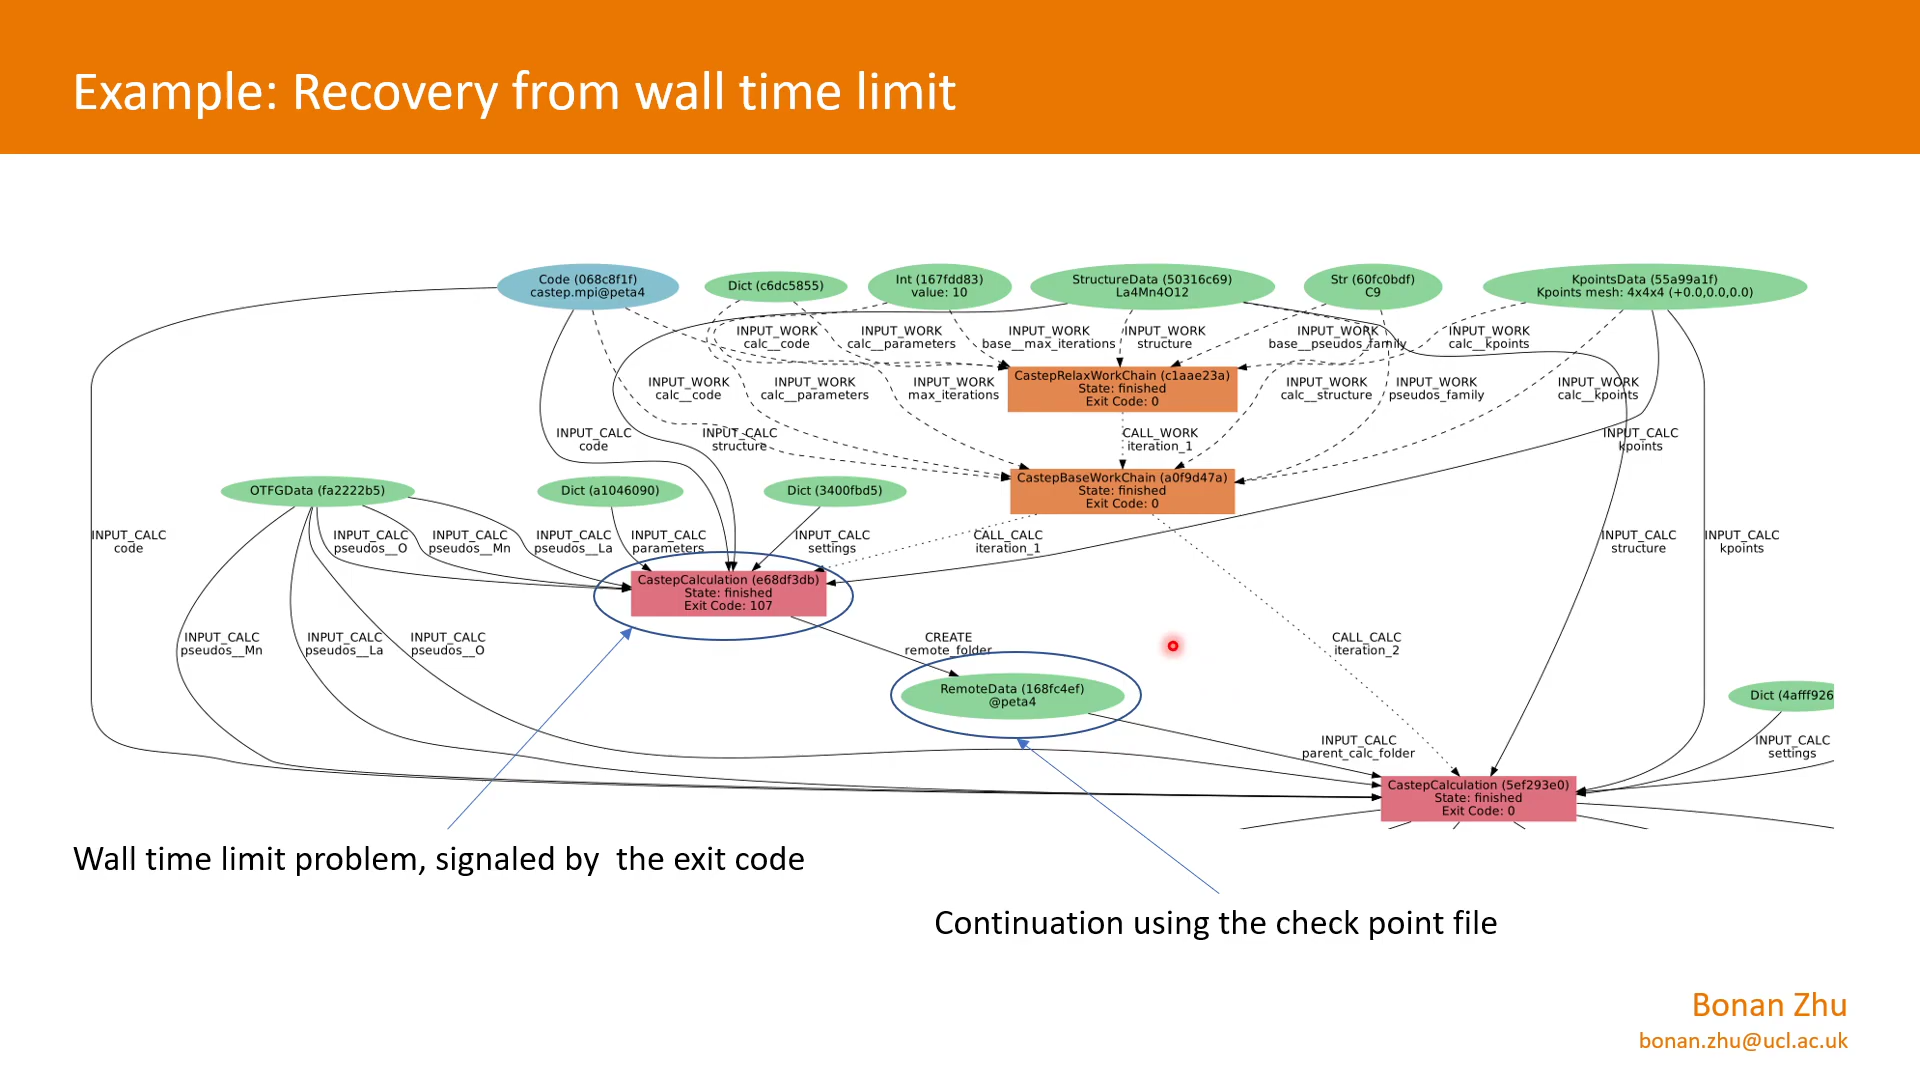 Example: Recovery from wall time limit
Code (068c8f1f)
castep.mpi@peta4
Dict (c6dc5855)
Int (167fdd83)
value: 10
StructureData (50316c69)
La4Mn4O12
Str (60fc0bdf)
C9
KpointsData (55a99a1f)
Kpoints mesh: 4x4x4 (+0.0,0.0,0.0)
INPUT_WORK
calc__code
INPUT_WORK
calc__parameters
INPUT_WORK
base__max_iterations
INPUT_WORK
structure
INPUT_WORK
base__pseudos_family
INPUT_WORK
calc__kpoints
CastepRelaxWorkChain (c1aae23a)
State: finished
Exit Code: 0
INPUT_WORK
calc__code
INPUT_WORK
calc__parameters
INPUT_WORK
max_iterations
INPUT_WORK
calc__structure
INPUT_WORK
pseudos_family
INPUT_WORK
calc__kpoints
INPUT_CALC
code
INPUT_CALC
structure
CALL_WORK
iteration_1
INPUT_CALC
kpoints
OTFGData (fa2222b5)
Dict (a1046090)
Dict (3400fbd5)
CastepBaseWorkChain (a0f9d47a)
State: finished
Exit Code: 0
INPUT_CALC
code
INPUT_CALC
pseudos__O
INPUT_CALC
pseudos__Mn
INPUT_CALC
pseudos__La
INPUT_CALC
parameters
INPUT_CALC
settings
CALL_CALC
iteration_1
INPUT_CALC
structure
INPUT_CALC
kpoints
CastepCalculation (e68df3db)
State: finished
Exit Code: 107
INPUT_CALC
pseudos__Mn
INPUT_CALC
pseudos__La
INPUT_CALC
pseudos__O
CREATE
remote_folder
CALL_CALC
iteration_2
RemoteData (168fc4ef)
@peta4
Dict (4afff926
INPUT_CALC
parent_calc_folder
INPUT_CALC
settings
CastepCalculation (5ef293e0)
State: finished
Exit Code: 0
Wall time limit problem, signaled by  the exit code
Continuation using the check point file
Bonan Zhu
bonan.zhu@ucl.ac.uk